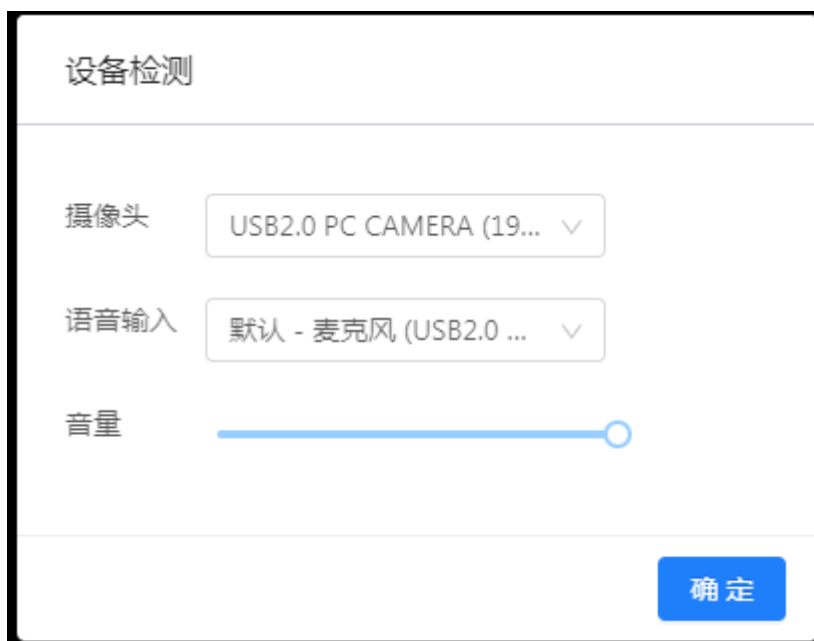 设备检测
摄像头
USB2.0 PC CAMERA (19...
语音输入
默认 - 麦克风 (USB2.0 ...
音量
确 定